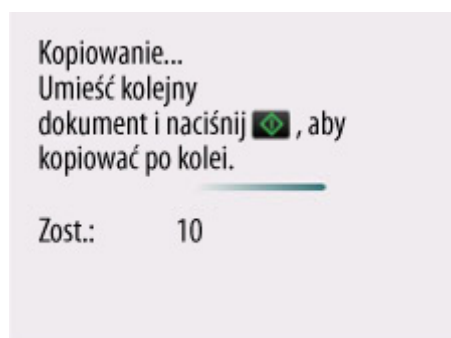 Kopiowanie...
Umieść kolejny
dokument i naciśnij , aby
kopiować po kolei.
Zost.: 10